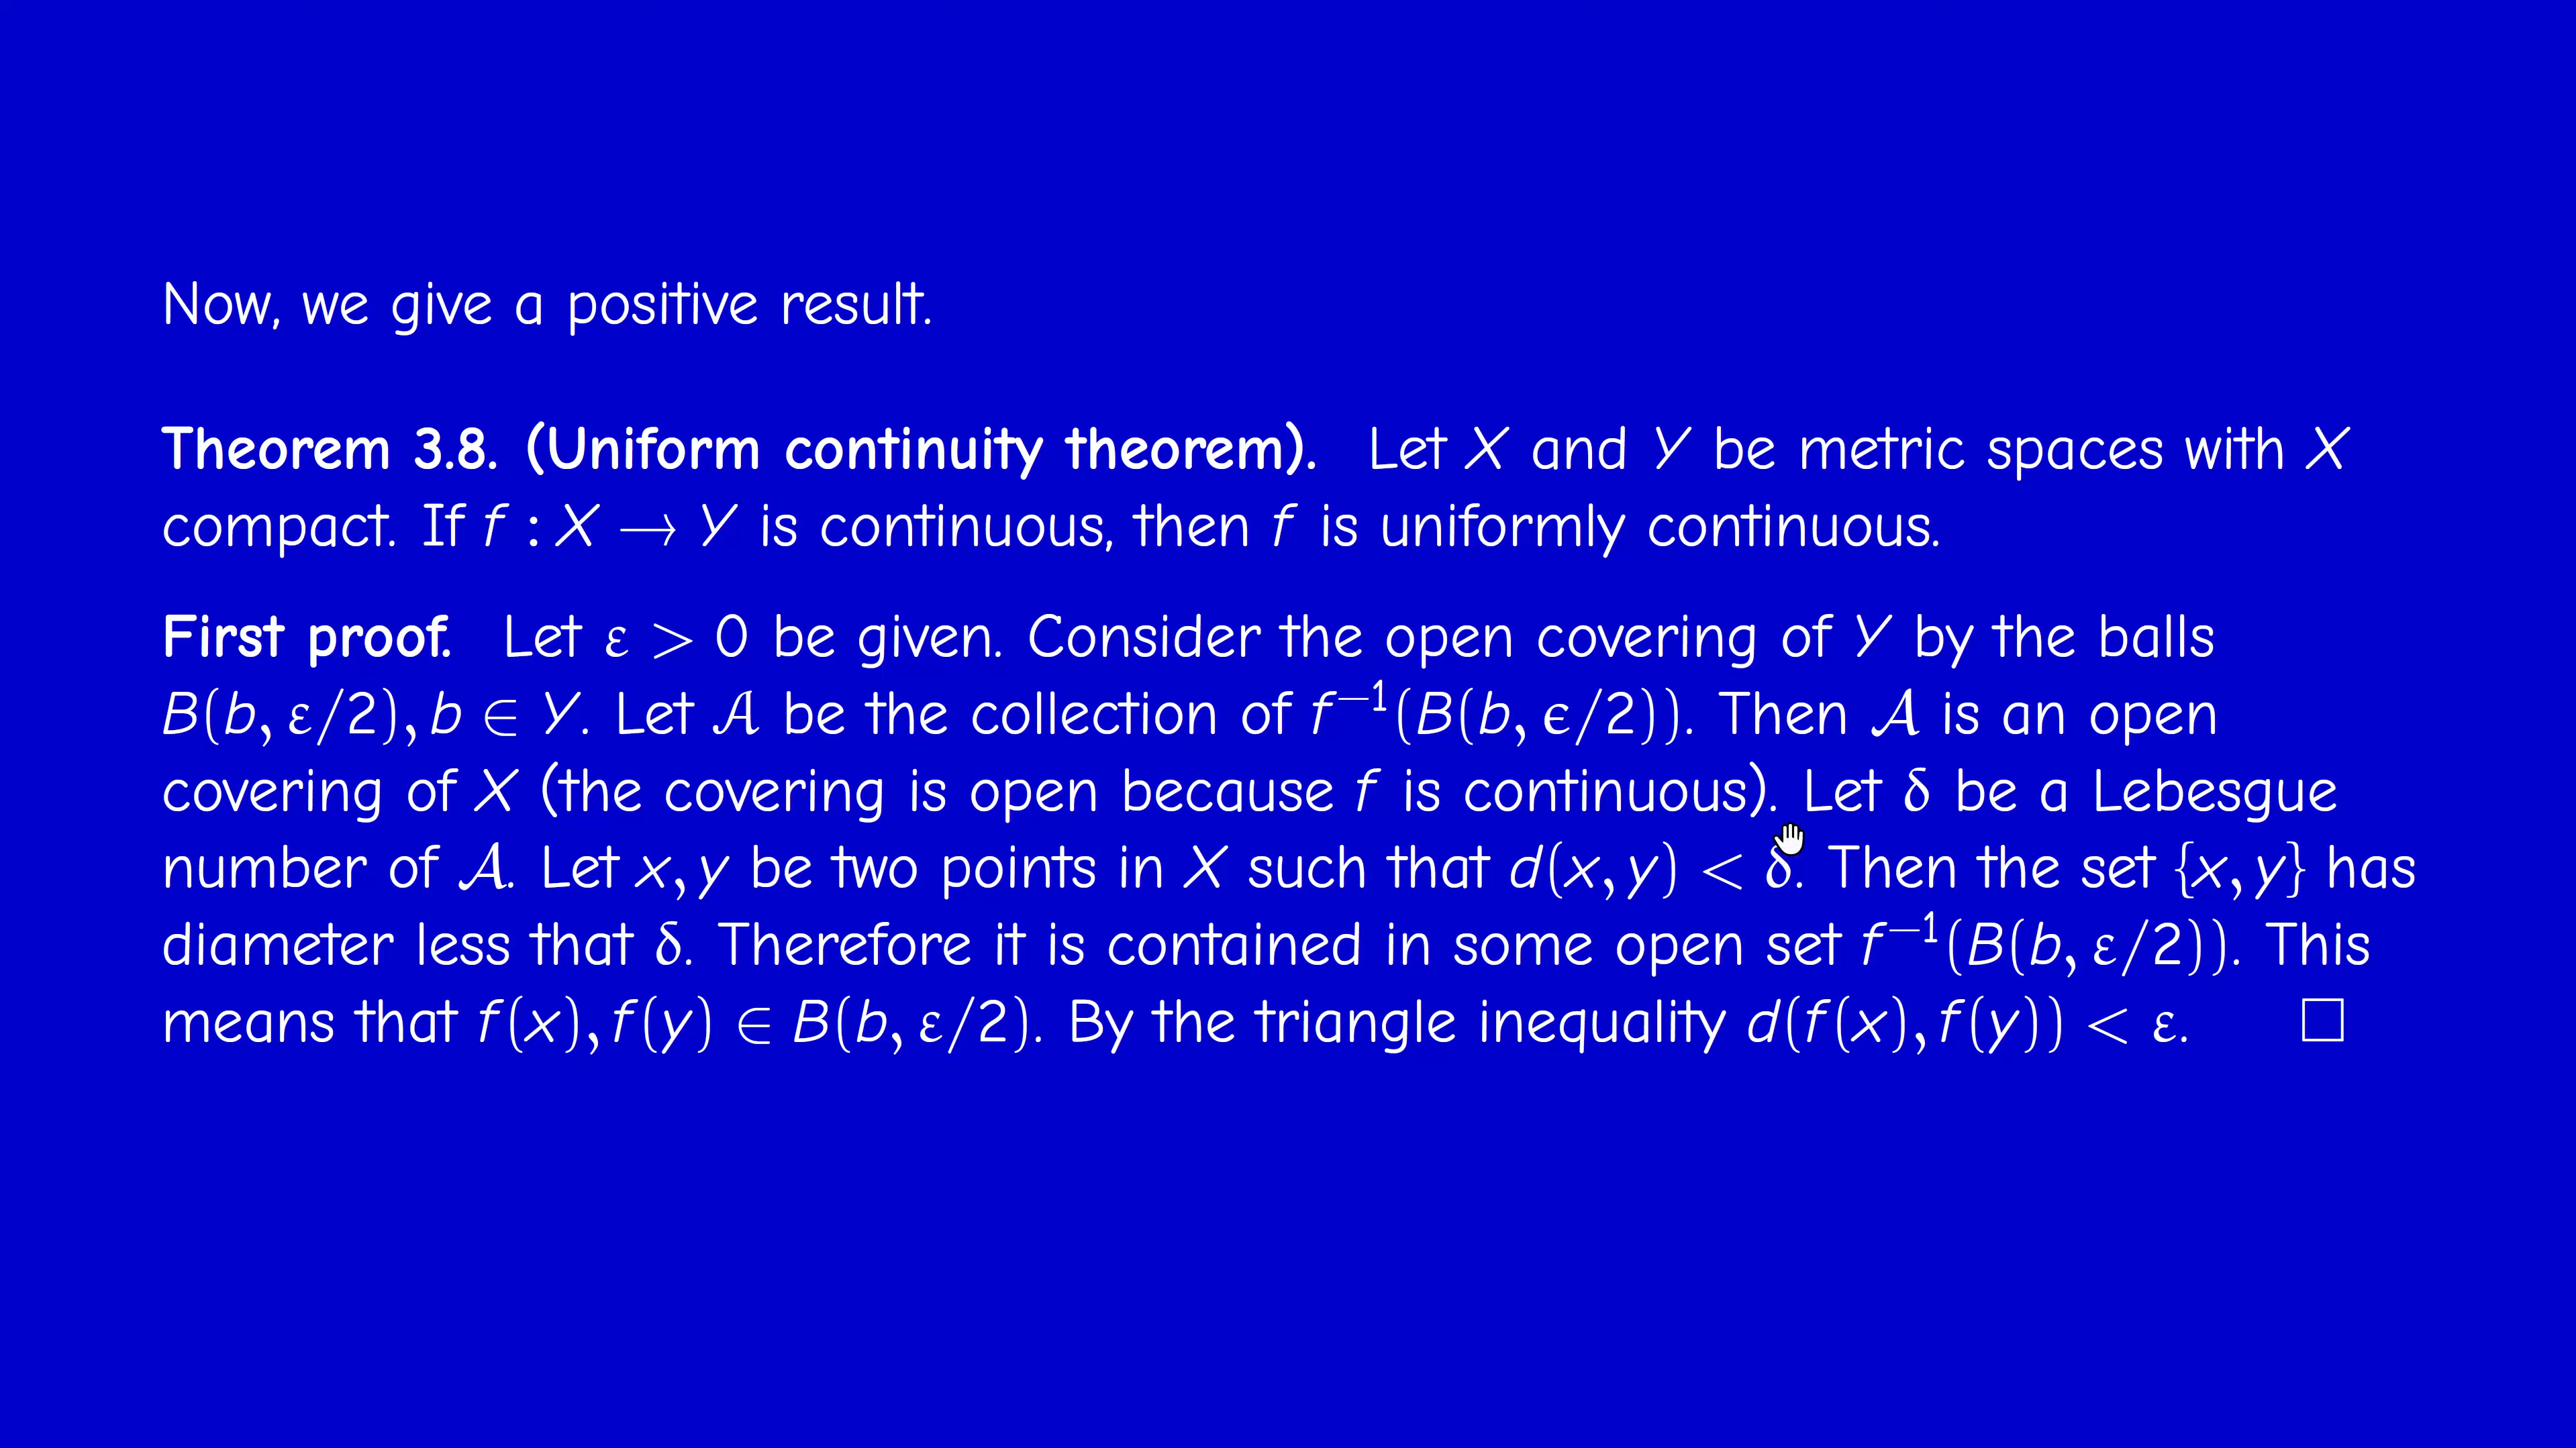 Now, we give a positive result.
Theorem 3.8. (Uniform continuity theorem). Let X and Y be metric spaces with X
compact. If f : X → Y is continuous, then f is uniformly continuous.
First proof. Let ε > 0 be given. Consider the open covering of Y by the balls
B(b, ε/2), b ∈ Y. Let 𝒜 be the collection of f⁻¹(B(b, ϵ/2)). Then 𝒜 is an open
covering of X (the covering is open because f is continuous). Let δ be a Lebesgue
number of 𝒜. Let x, y be two points in X such that d(x, y) < δ. Then the set {x, y} has
diameter less that δ. Therefore it is contained in some open set f⁻¹(B(b, ε/2)). This
means that f(x), f(y) ∈ B(b, ε/2). By the triangle inequality d(f(x), f(y)) < ε. □